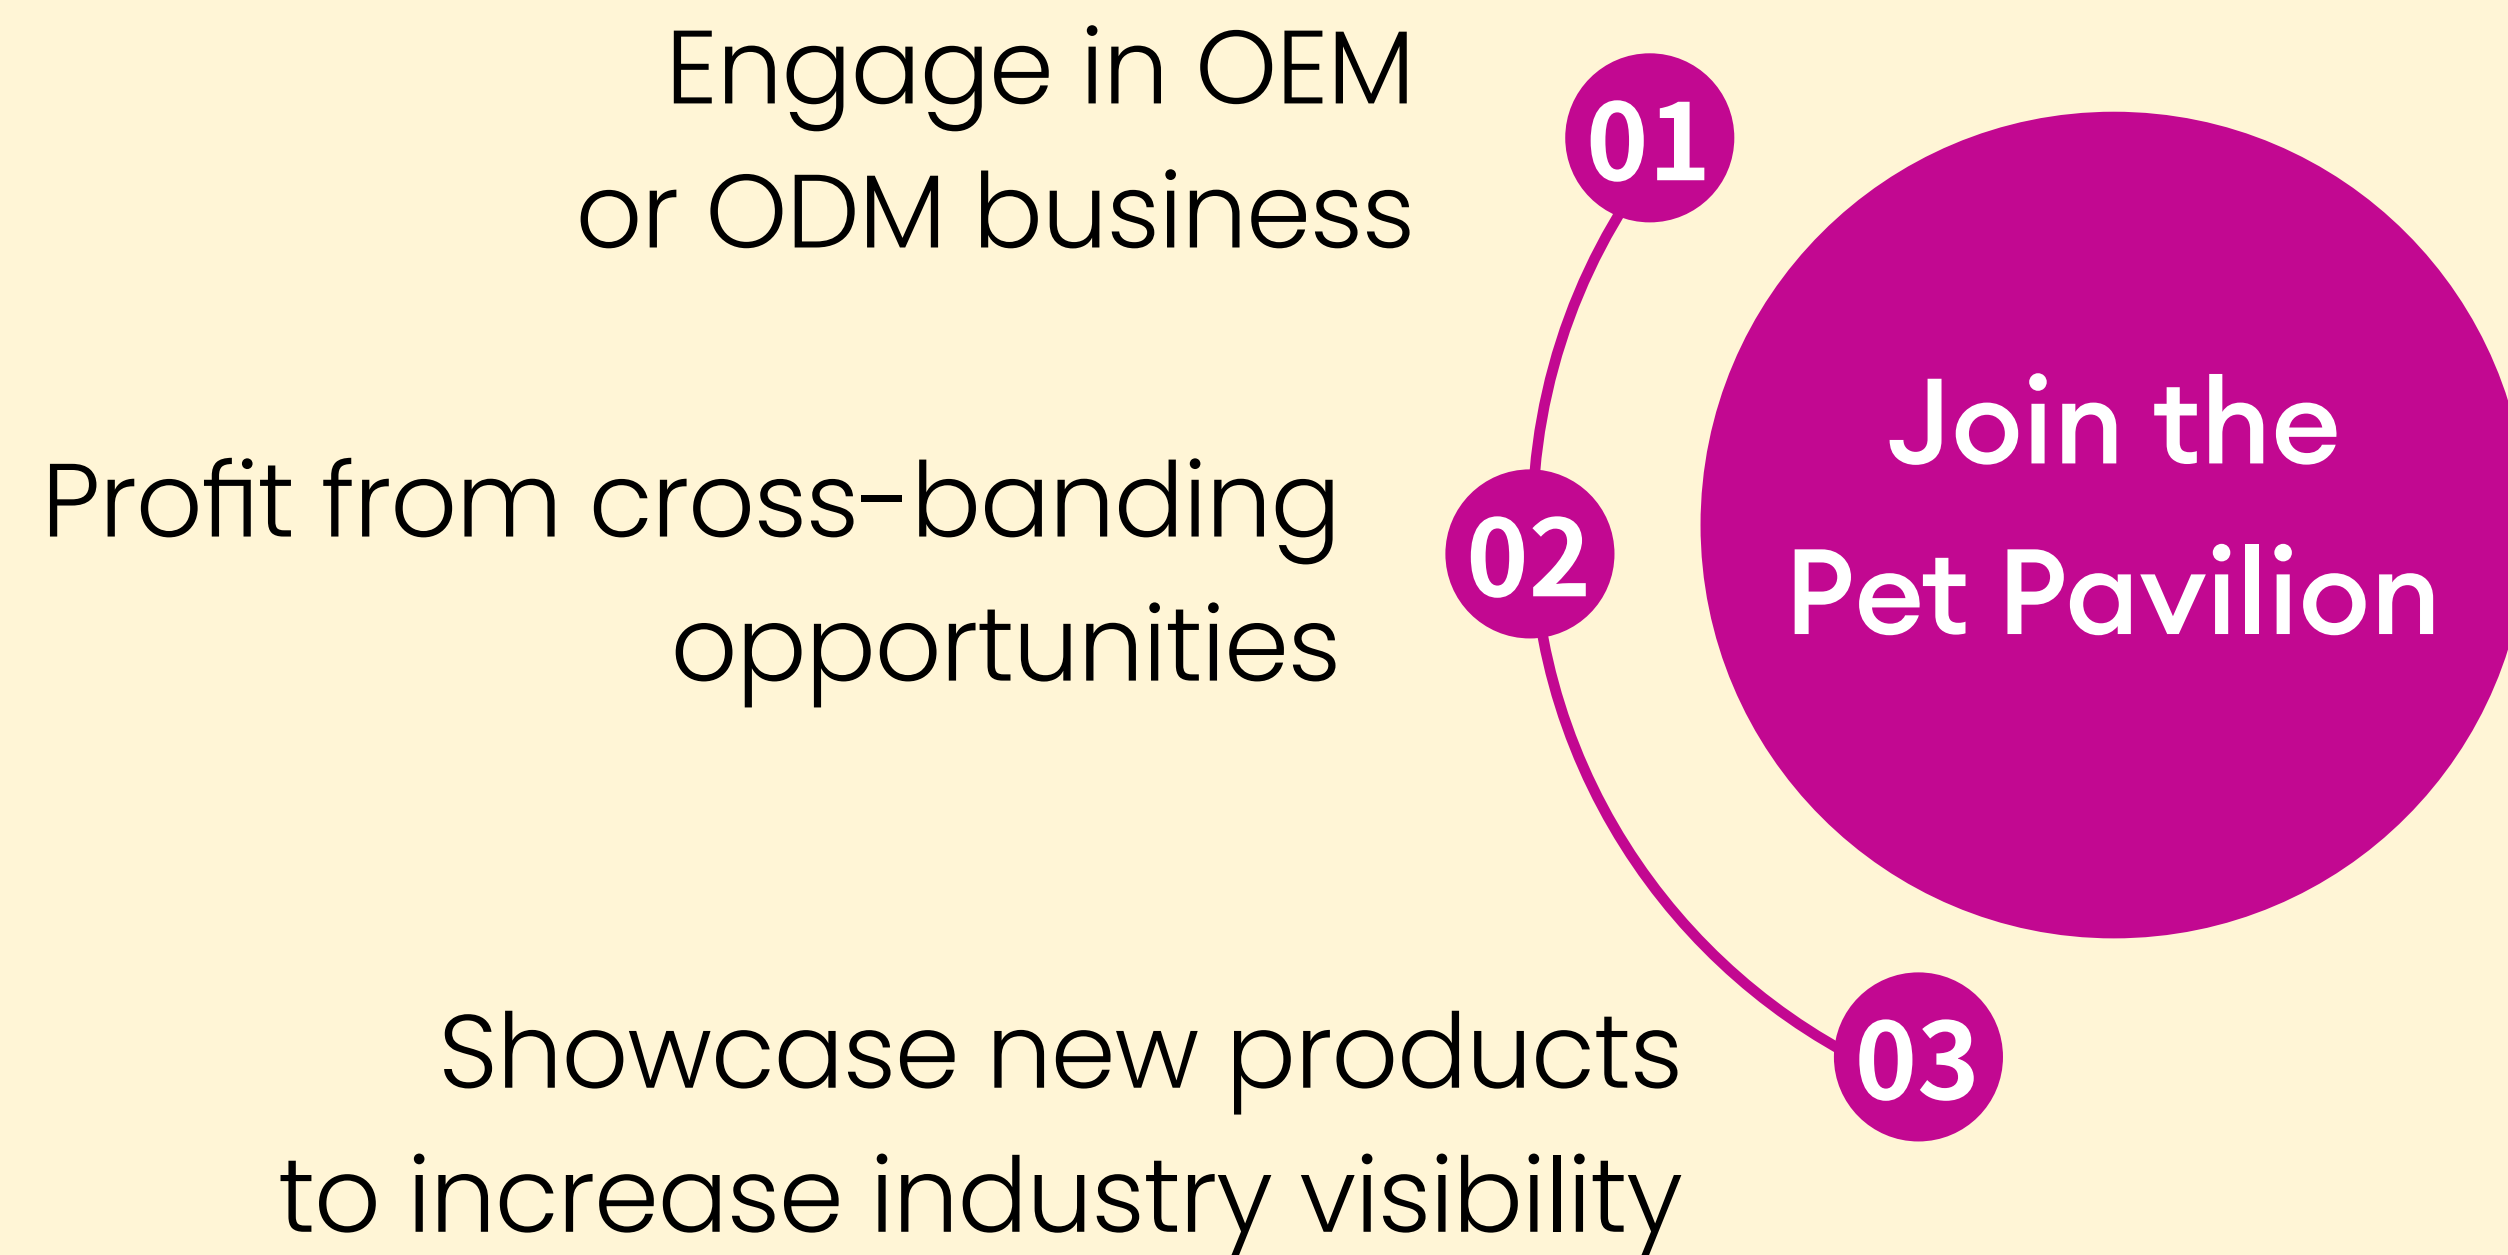 Engage in OEM
or ODM business
01
Profit from cross-banding
opportunities
02
Showcase new products
to increase industry visibility
03
Join the
Pet Pavilion